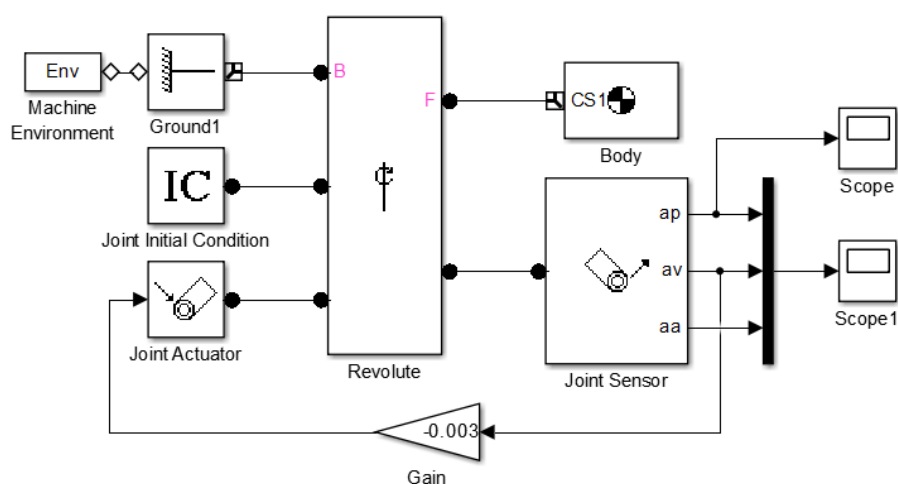 Env
Machine
Environment
Ground1
B
F
CS1
Body
Scope
IC
Joint Initial Condition
ap
av
aa
Scope1
Joint Actuator
Revolute
Joint Sensor
-0.003
Gain